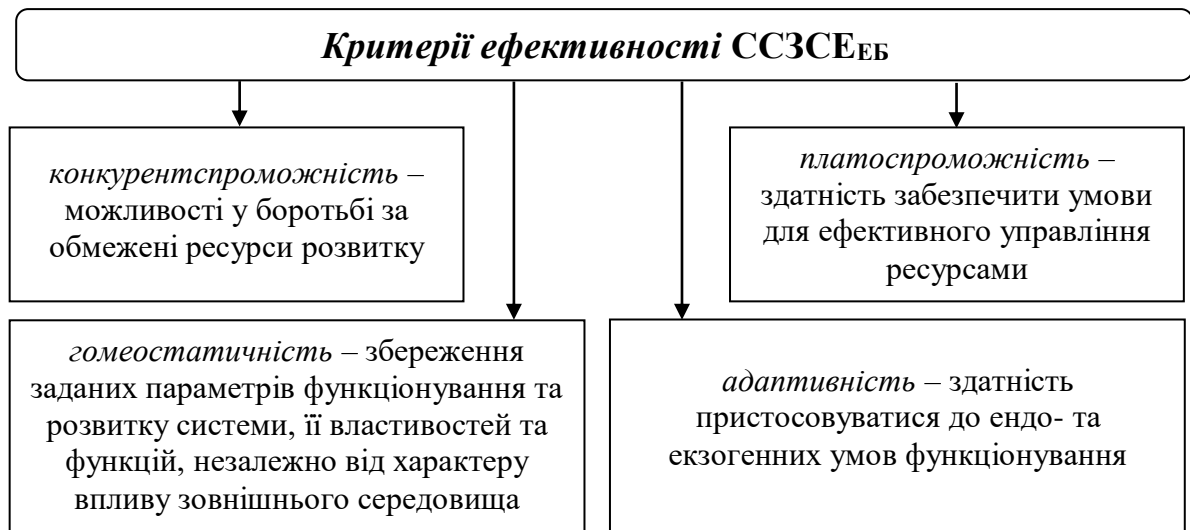 Критерії ефективності ССЗСЕЕБ
конкурентспроможність –
можливості у боротьбі за
обмежені ресурси розвитку
платоспроможність –
здатність забезпечити умови
для ефективного управління
ресурсами
гомеостатичність – збереження
заданих параметрів функціонування та
розвитку системи, її властивостей та
функцій, незалежно від характеру
впливу зовнішнього середовища
адаптивність – здатність
пристосовуватися до ендо- та
екзогенних умов функціонування